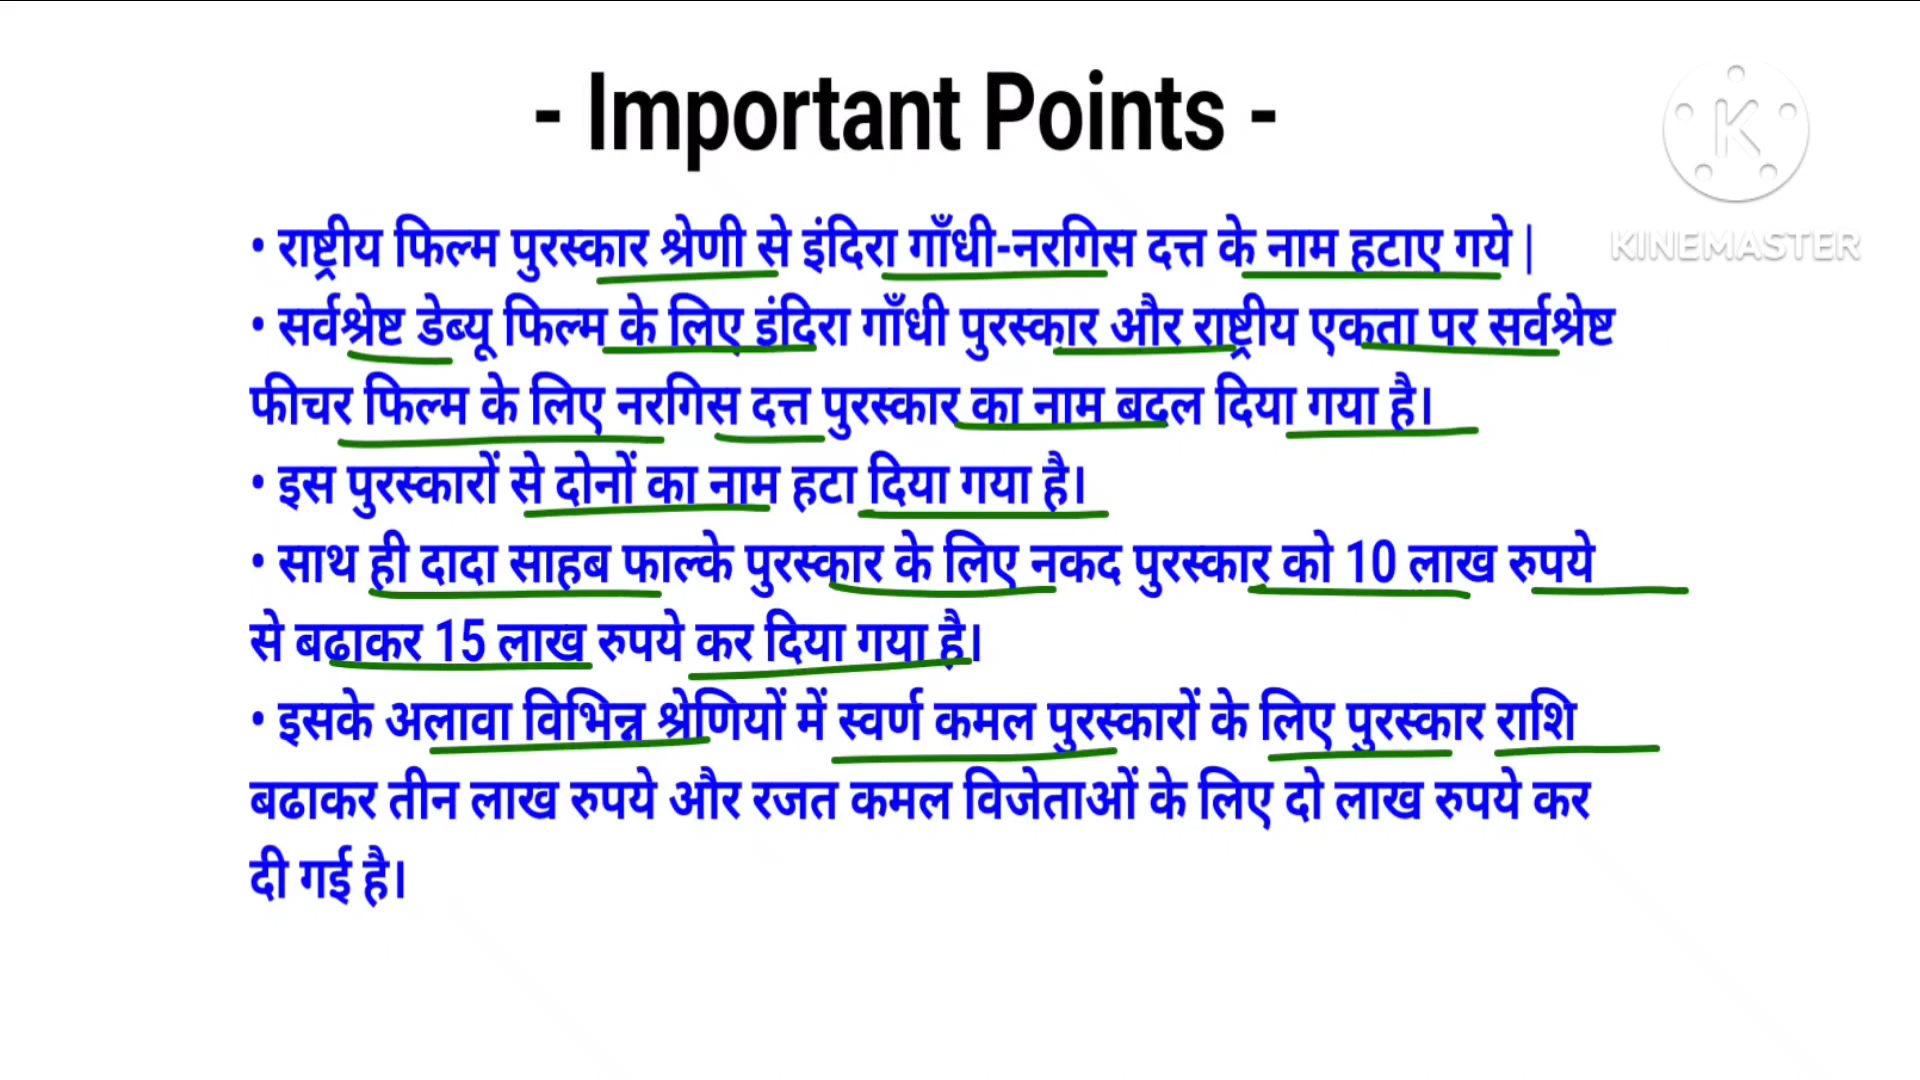 - Important Points -
• राष्ट्रीय फिल्म पुरस्कार श्रेणी से इंदिरा गाँधी-नरगिस दत्त के नाम हटाए गये |
• सर्वश्रेष्ट डेब्यू फिल्म के लिए इंदिरा गाँधी पुरस्कार और राष्ट्रीय एकता पर सर्वश्रेष्ट
फीचर फिल्म के लिए नरगिस दत्त पुरस्कार का नाम बदल दिया गया है।
• इस पुरस्कारों से दोनों का नाम हटा दिया गया है।
• साथ ही दादा साहब फाल्के पुरस्कार के लिए नकद पुरस्कार को 10 लाख रुपये
से बढाकर 15 लाख रुपये कर दिया गया है।
• इसके अलावा विभिन्न श्रेणियों में स्वर्ण कमल पुरस्कारों के लिए पुरस्कार राशि
बढाकर तीन लाख रुपये और रजत कमल विजेताओं के लिए दो लाख रुपये कर
दी गई है।
K
KINEMASTER